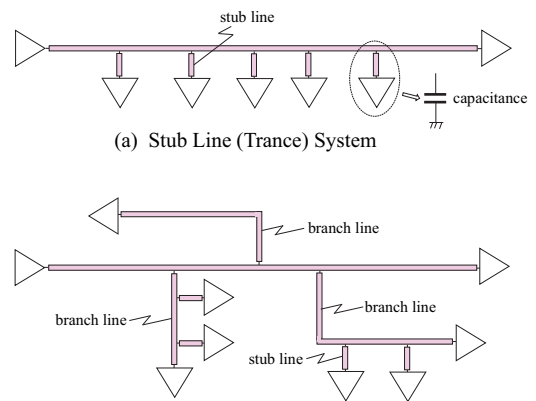 stub line
capacitance
(a) Stub Line (Trance) System
branch line
branch line
branch line
stub line